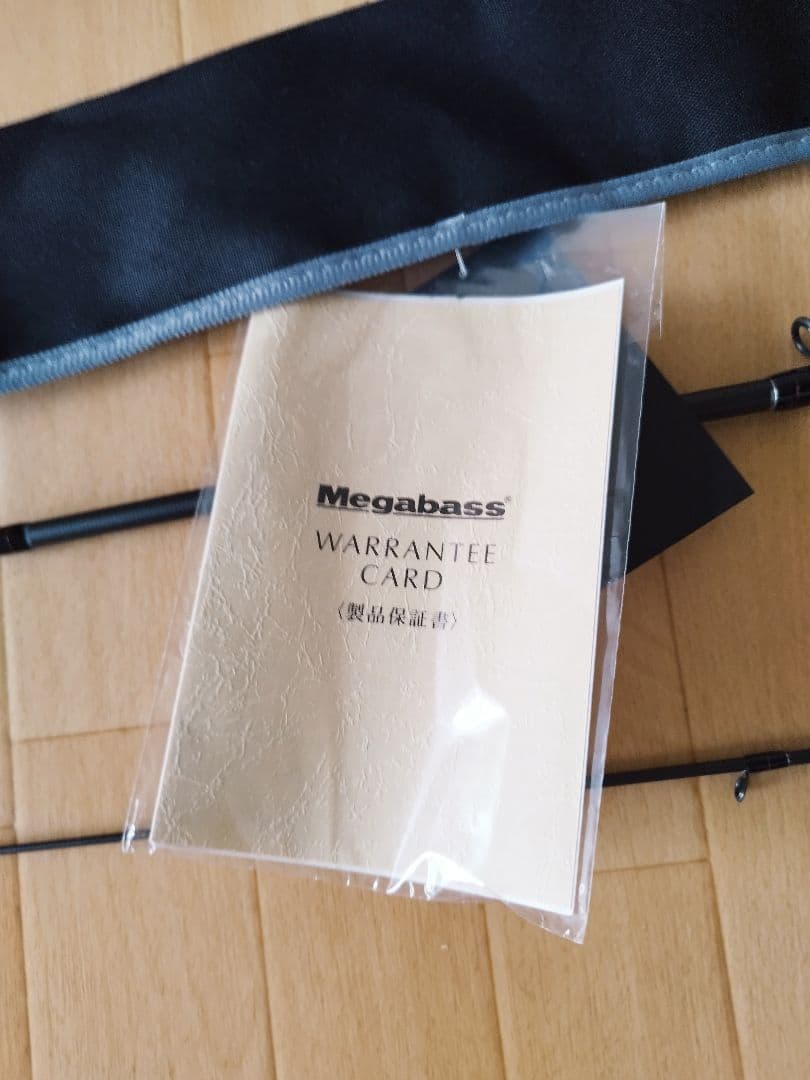 Megabass®
WARRANTEE
CARD
〈製品保証書〉